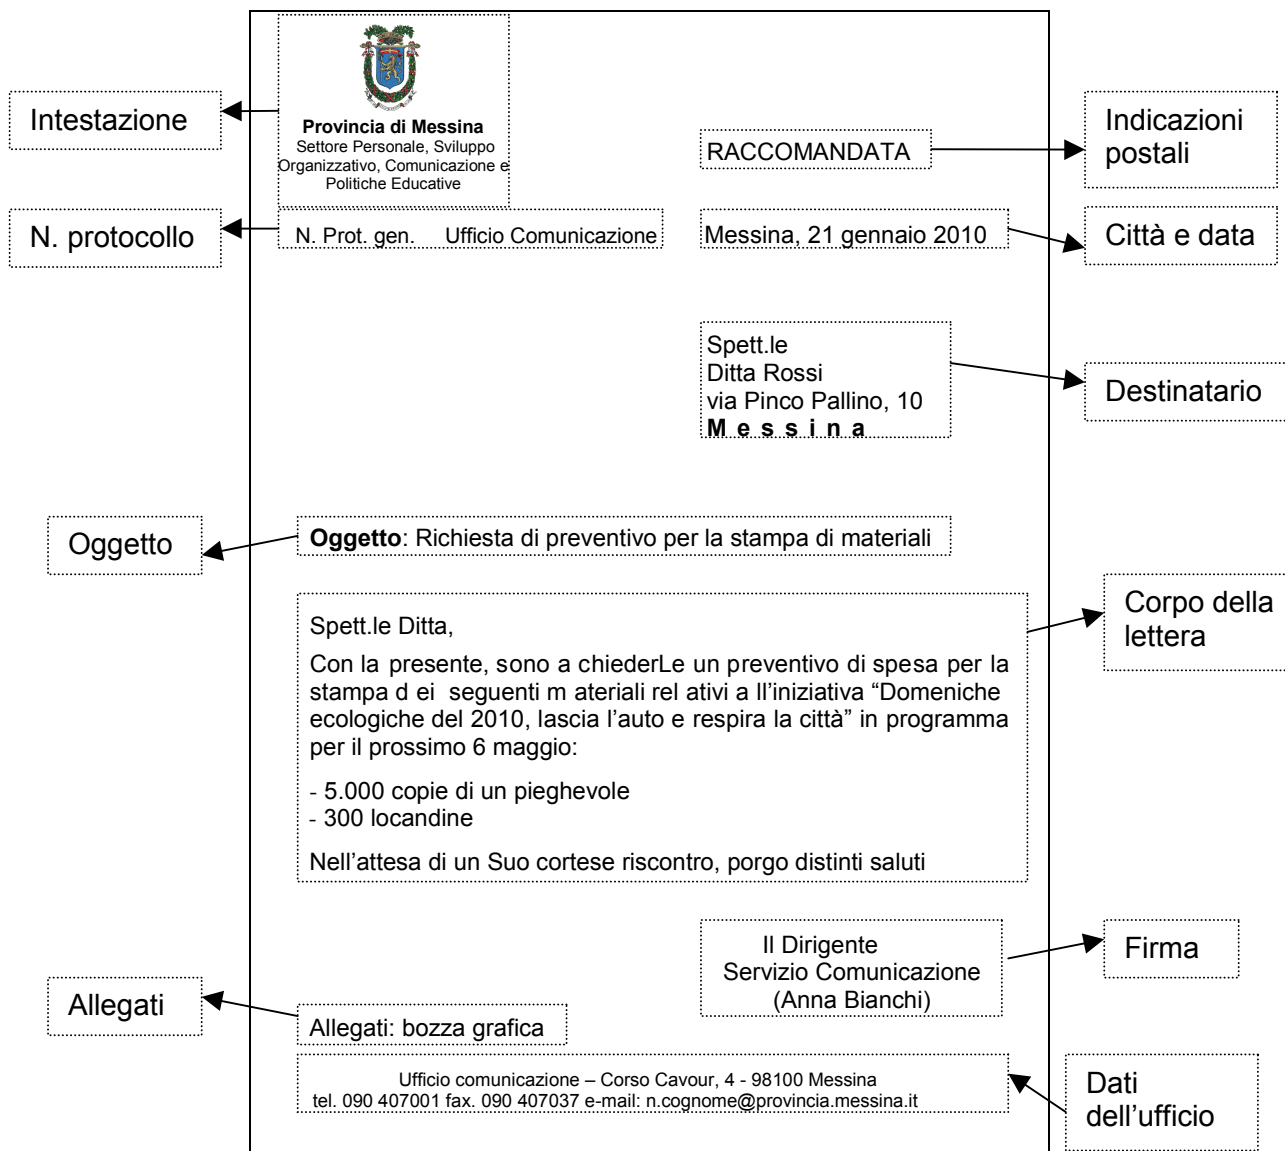 Intestazione
Provincia di Messina
Settore Personale, Sviluppo
Organizzativo, Comunicazione e
Politiche Educative
RACCOMANDATA
Indicazioni
postali
N. protocollo
N. Prot. gen. Ufficio Comunicazione
Messina, 21 gennaio 2010
Città e data
Spett.le
Ditta Rossi
via Pinco Pallino, 10
M e s s i n a
Destinatario
Oggetto
Oggetto: Richiesta di preventivo per la stampa di materiali
Corpo della
lettera
Spett.le Ditta,
Con la presente, sono a chiederLe un preventivo di spesa per la
stampa d ei seguenti m ateriali rel ativi a ll’iniziativa “Domeniche
ecologiche del 2010, lascia l’auto e respira la città” in programma
per il prossimo 6 maggio:
- 5.000 copie di un pieghevole
- 300 locandine
Nell’attesa di un Suo cortese riscontro, porgo distinti saluti
Il Dirigente
Servizio Comunicazione
(Anna Bianchi)
Firma
Allegati
Allegati: bozza grafica
Ufficio comunicazione – Corso Cavour, 4 - 98100 Messina
tel. 090 407001 fax. 090 407037 e-mail: n.cognome@provincia.messina.it
Dati
dell’ufficio